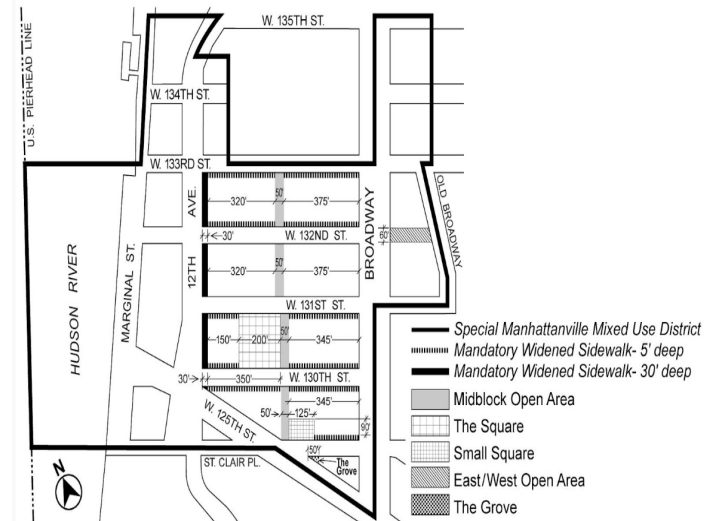 W. 135TH ST.
U.S. PIERHEAD LINE
W. 134TH ST.
W. 133RD ST.
320'
50'
375'
12TH AVE.
BROADWAY
OLD BROADWAY
30'
W. 132ND ST.
60'
HUDSON RIVER
MARGINAL ST.
320'
50'
375'
W. 131ST ST.
150'
200'
50'
345'
30'
350'
W. 130TH ST.
345'
50'
125'
90'
W. 125TH ST.
ST. CLAIR PL.
50'
The
Grove
N
Special Manhattanville Mixed Use District
Mandatory Widened Sidewalk- 5' deep
Mandatory Widened Sidewalk- 30' deep
Midblock Open Area
The Square
Small Square
East/West Open Area
The Grove